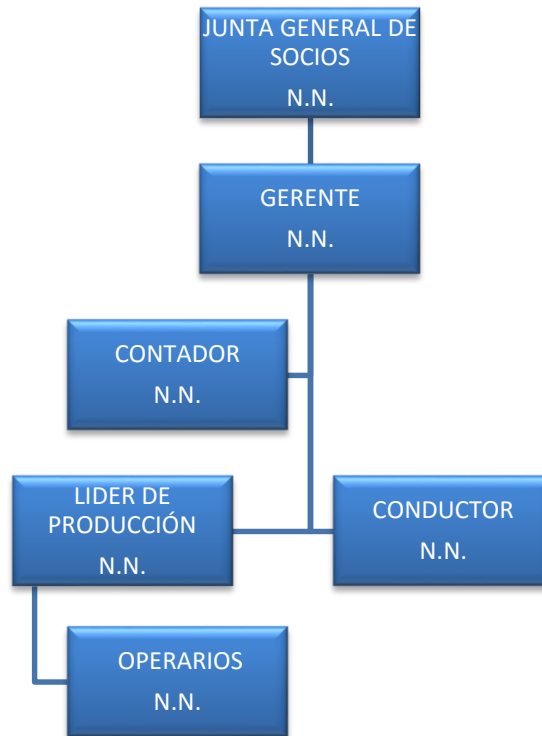 JUNTA GENERAL DE
SOCIOS
N.N.
GERENTE
N.N.
CONTADOR
N.N.
LIDER DE
PRODUCCIÓN
N.N.
CONDUCTOR
N.N.
OPERARIOS
N.N.